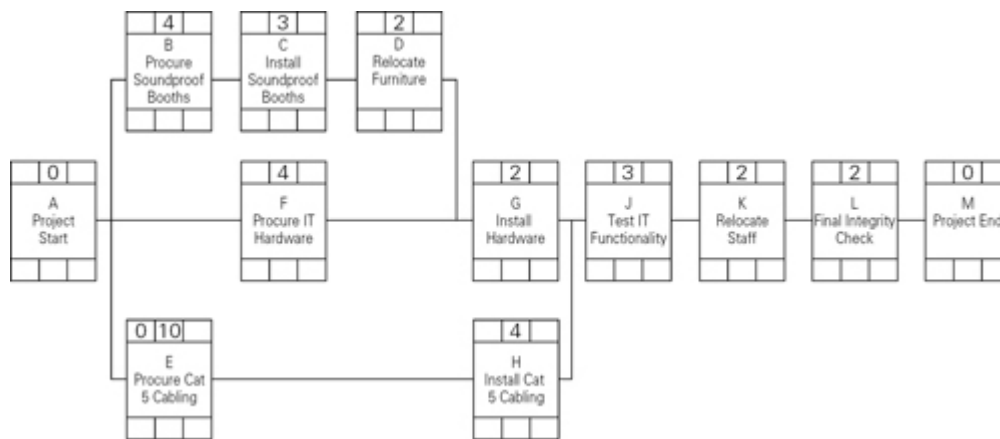 4
B
Procure
Soundproof
Booths
3
C
Install
Soundproof
Booths
2
D
Relocate
Furniture
0
A
Project
Start
4
F
Procure IT
Hardware
2
G
Install
Hardware
3
J
Test IT
Functionality
2
K
Relocate
Staff
2
L
Final Integrity
Check
0
M
Project End
0 10
E
Procure Cat
5 Cabling
4
H
Install Cat
5 Cabling